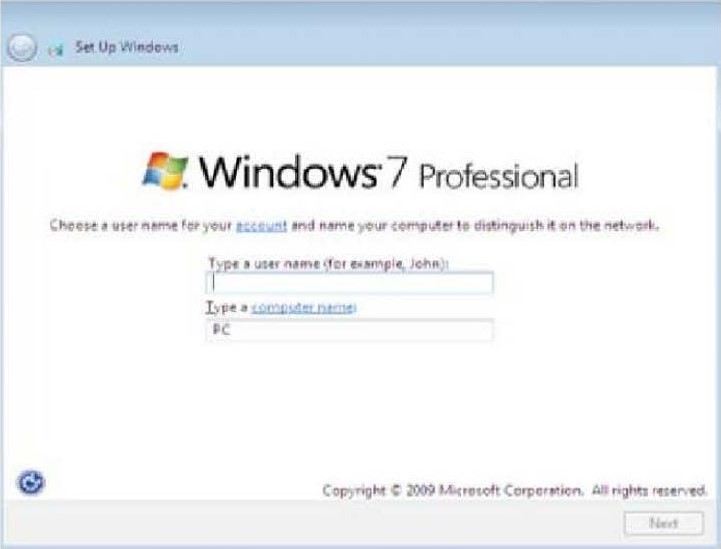 Set Up Windows
Windows 7 Professional
Choose a user name for your account and name your computer to distinguish it on the network.
Type a user name (for example, John):
Type a computer name:
PC
Copyright © 2009 Microsoft Corporation. All rights reserved.
Next